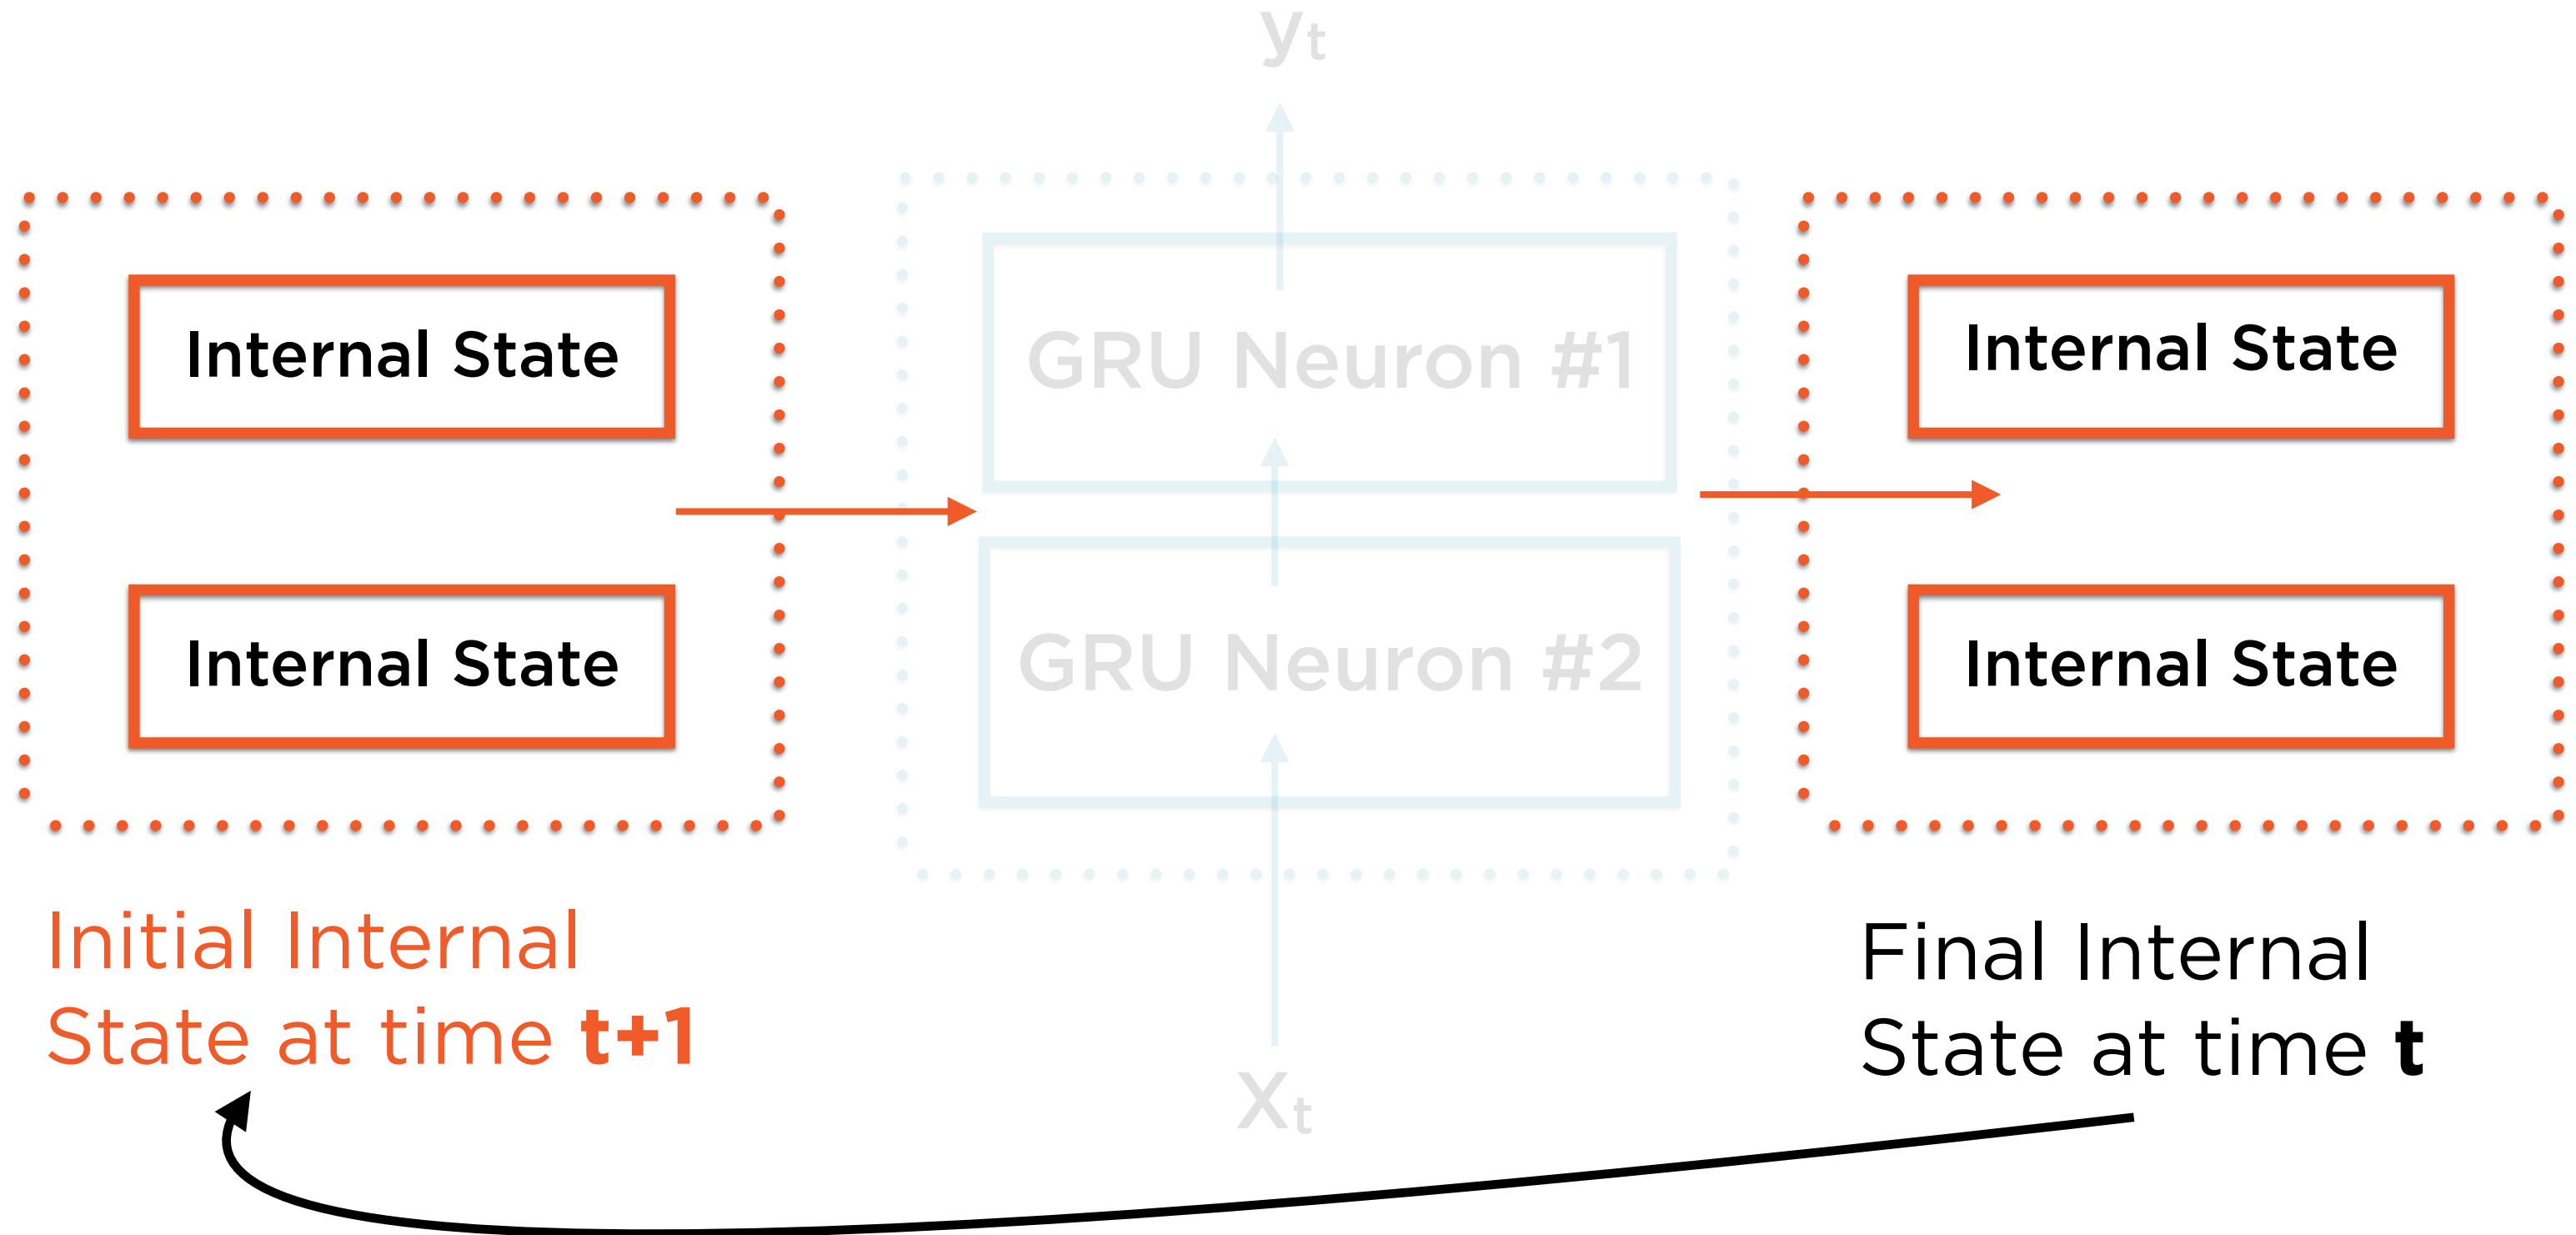 yt
Internal State
GRU Neuron #1
Internal State
Internal State
GRU Neuron #2
Internal State
Initial Internal
State at time t+1
Final Internal
State at time t
Xt